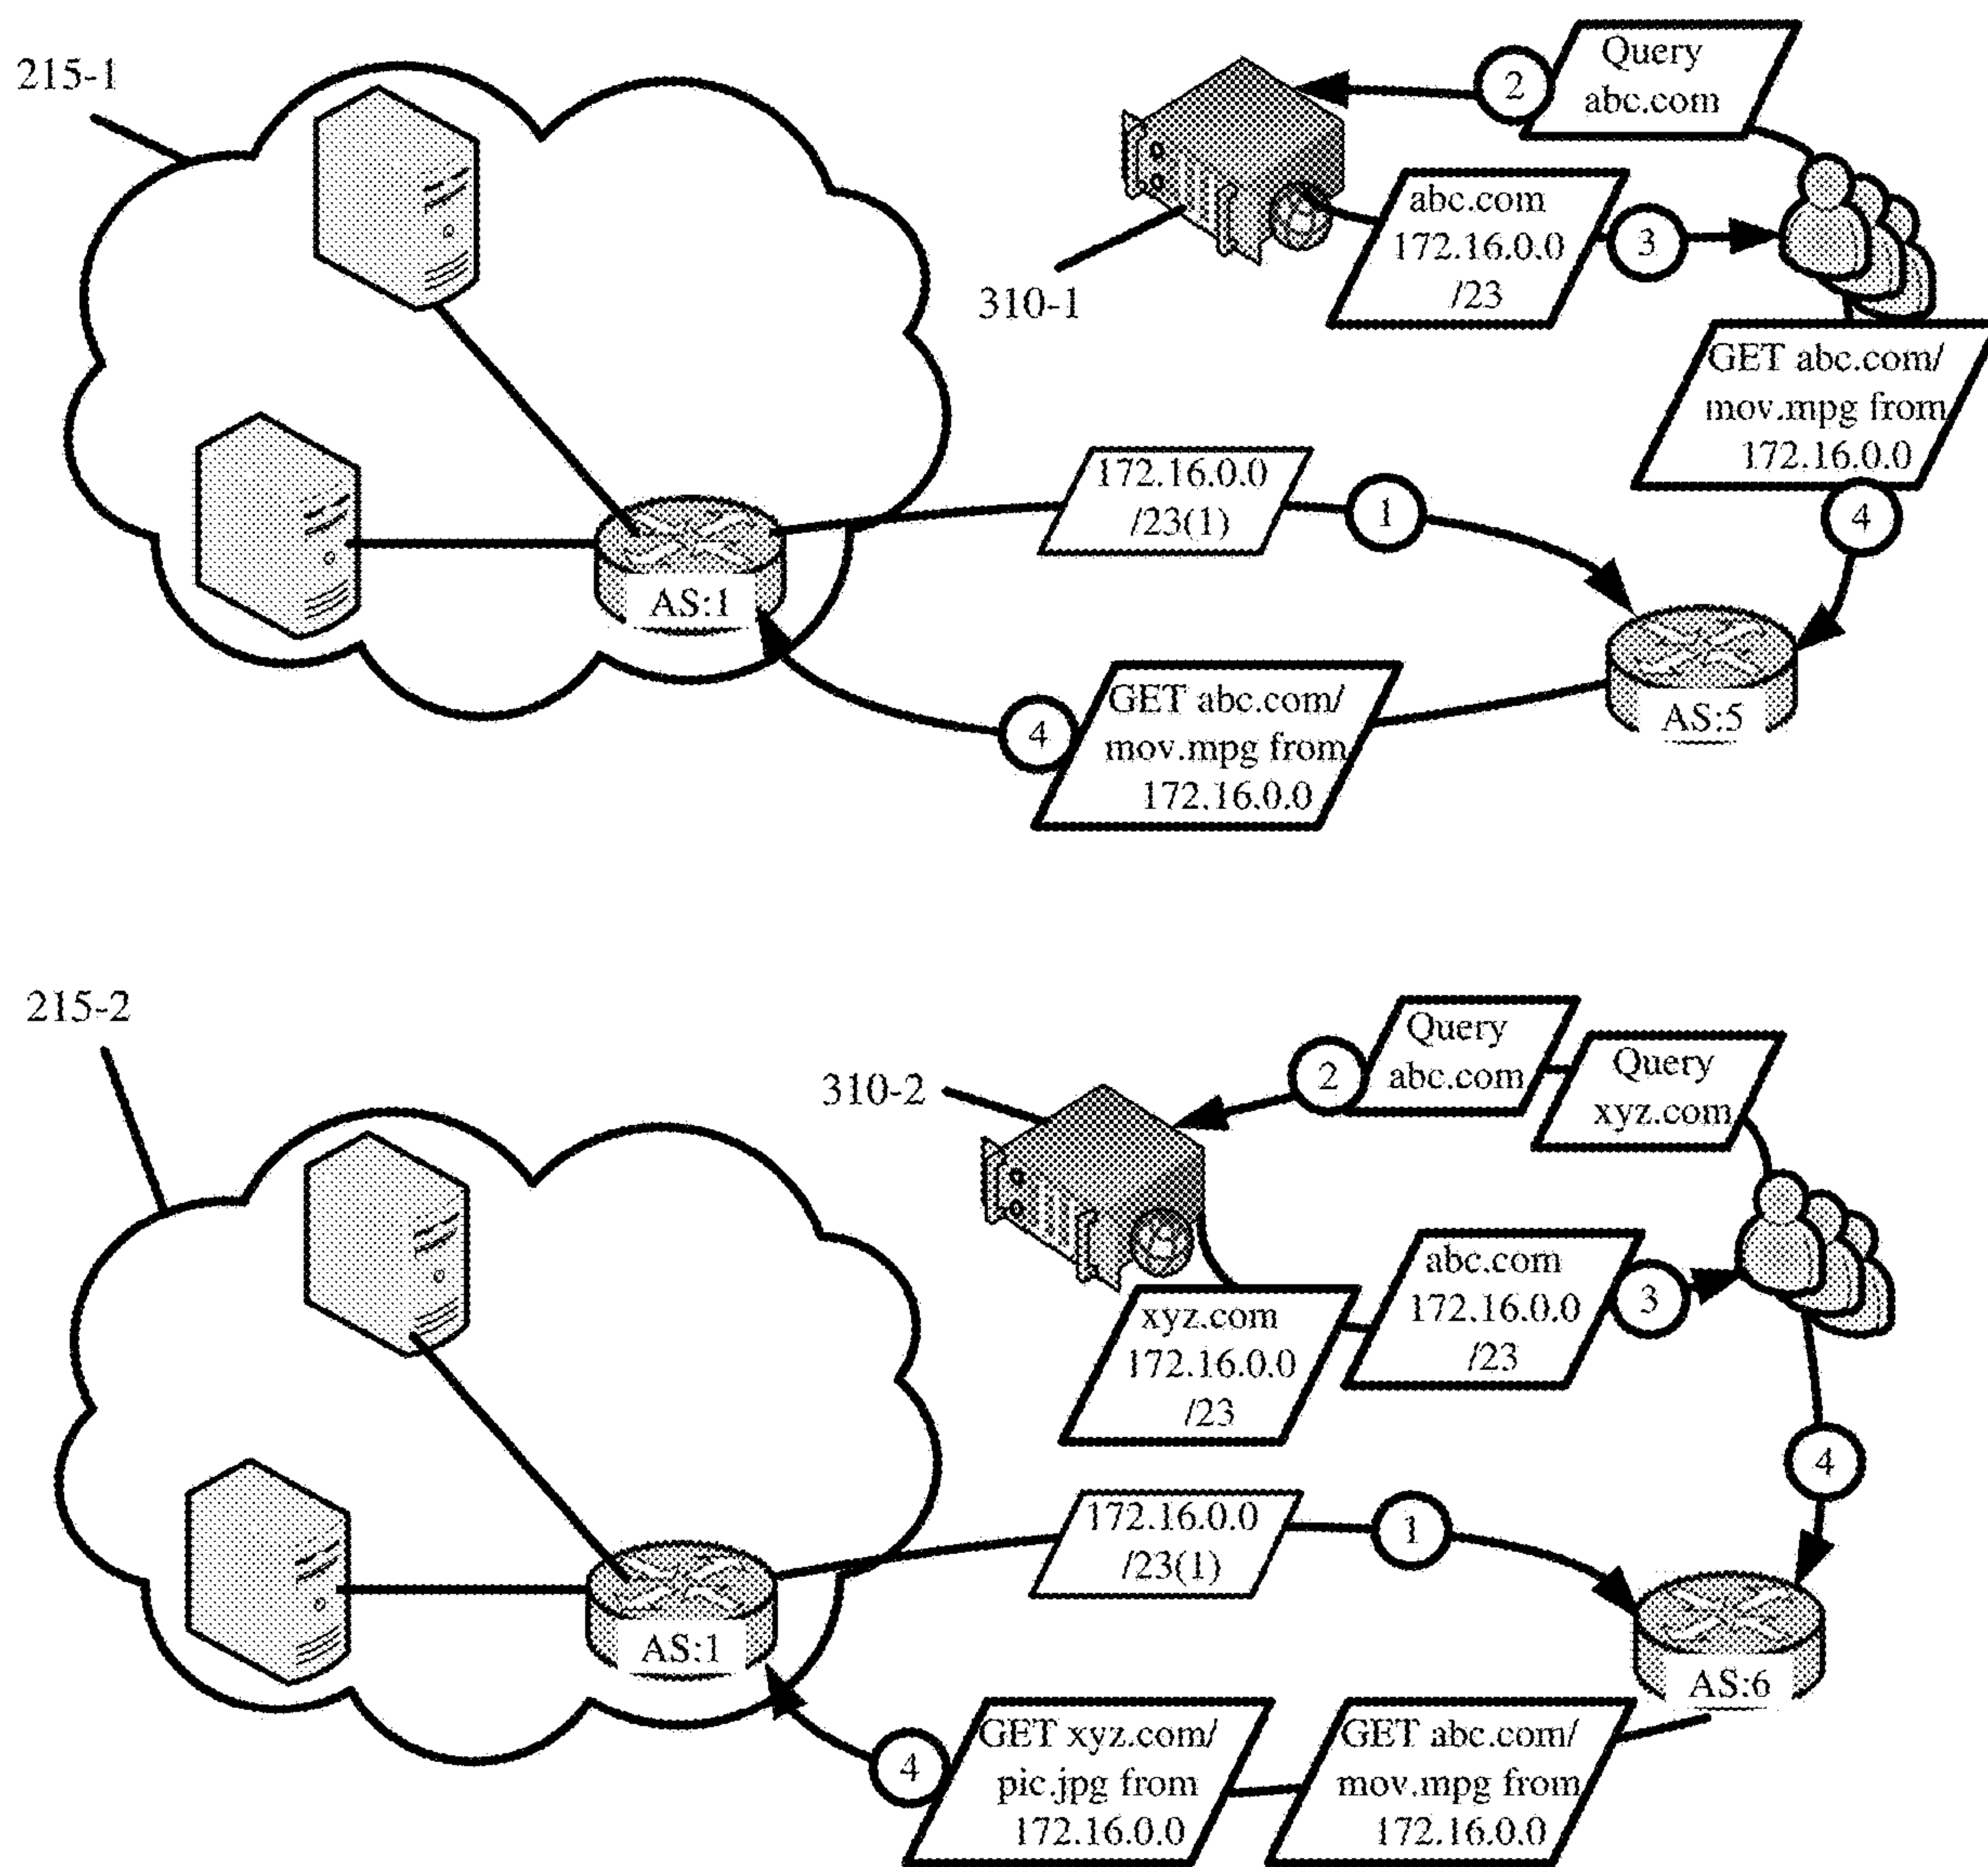 215-1
2
Query
abc.com
abc.com
172.16.0.0
/23
3
310-1
GET abc.com/
mov.mpg from
172.16.0.0
4
172.16.0.0
/23(1)
1
AS:1
AS:5
4
GET abc.com/
mov.mpg from
172.16.0.0
215-2
310-2
2
Query
abc.com
Query
xyz.com
xyz.com
172.16.0.0
/23
abc.com
172.16.0.0
/23
3
4
172.16.0.0
/23(1)
1
AS:1
AS:6
4
GET xyz.com/
pic.jpg from
172.16.0.0
GET abc.com/
mov.mpg from
172.16.0.0